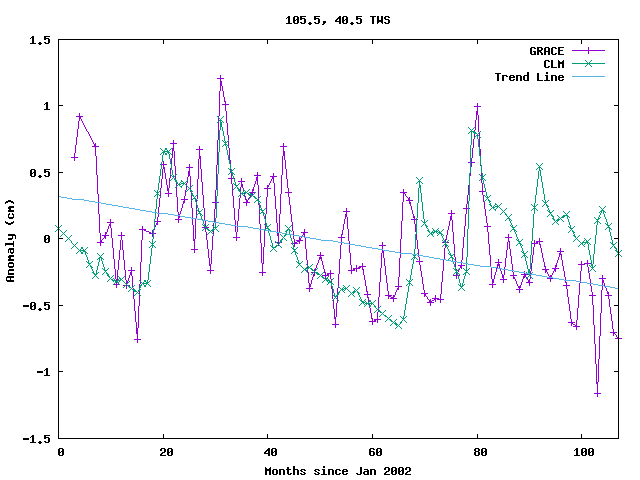 105.5, 40.5 TWS
GRACE
CLM
Trend Line
1.5
1
0.5
0
-0.5
-1
-1.5
Anomaly (cm)
0 20 40 60 80 100
Months since Jan 2002